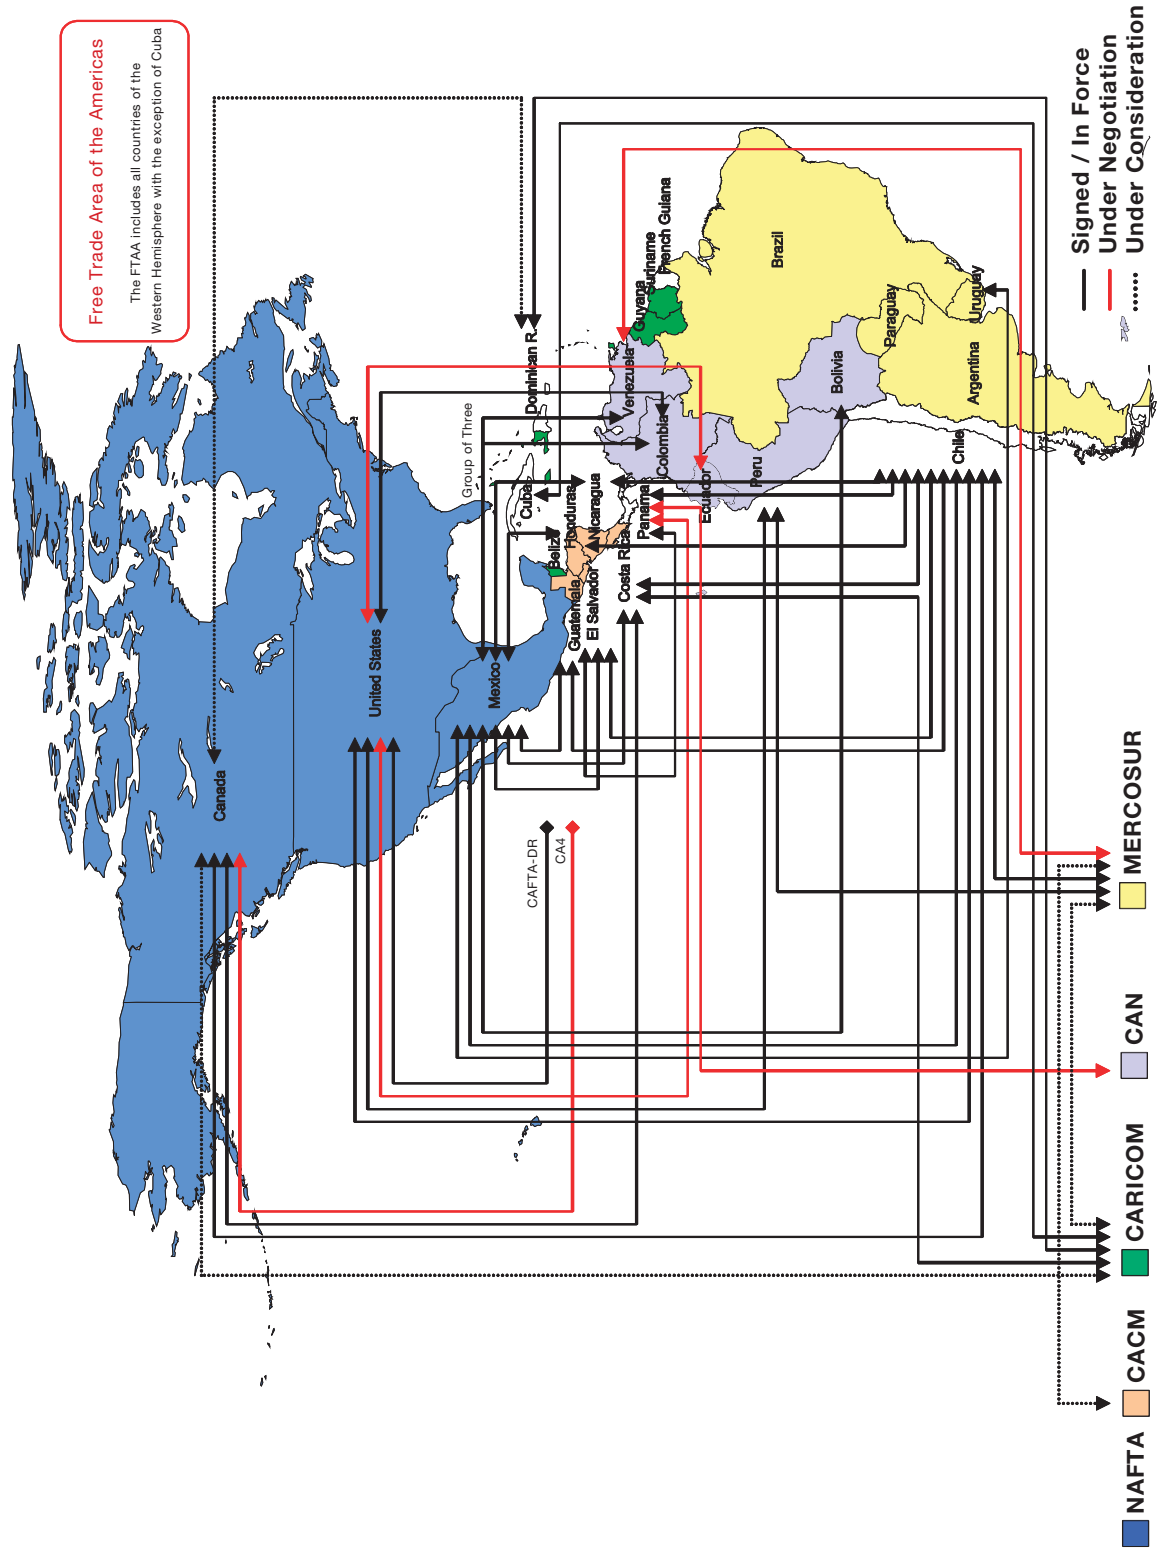 Free Trade Area of the Americas
The FTAA includes all countries of the
Western Hemisphere with the exception of Cuba
Canada
United States
Mexico
Group of Three
Cuba
Dominican R.
Belize
Honduras
Guatemala
El Salvador
Nicaragua
Costa Rica
Panama
CAFTA-DR
CA4
Venezuela
Guyana
Suriname
French Guiana
Colombia
Ecuador
Peru
Brazil
Bolivia
Paraguay
Chile
Argentina
Uruguay
Signed / In Force
Under Negotiation
Under Consideration
NAFTA
CACM
CARICOM
CAN
MERCOSUR